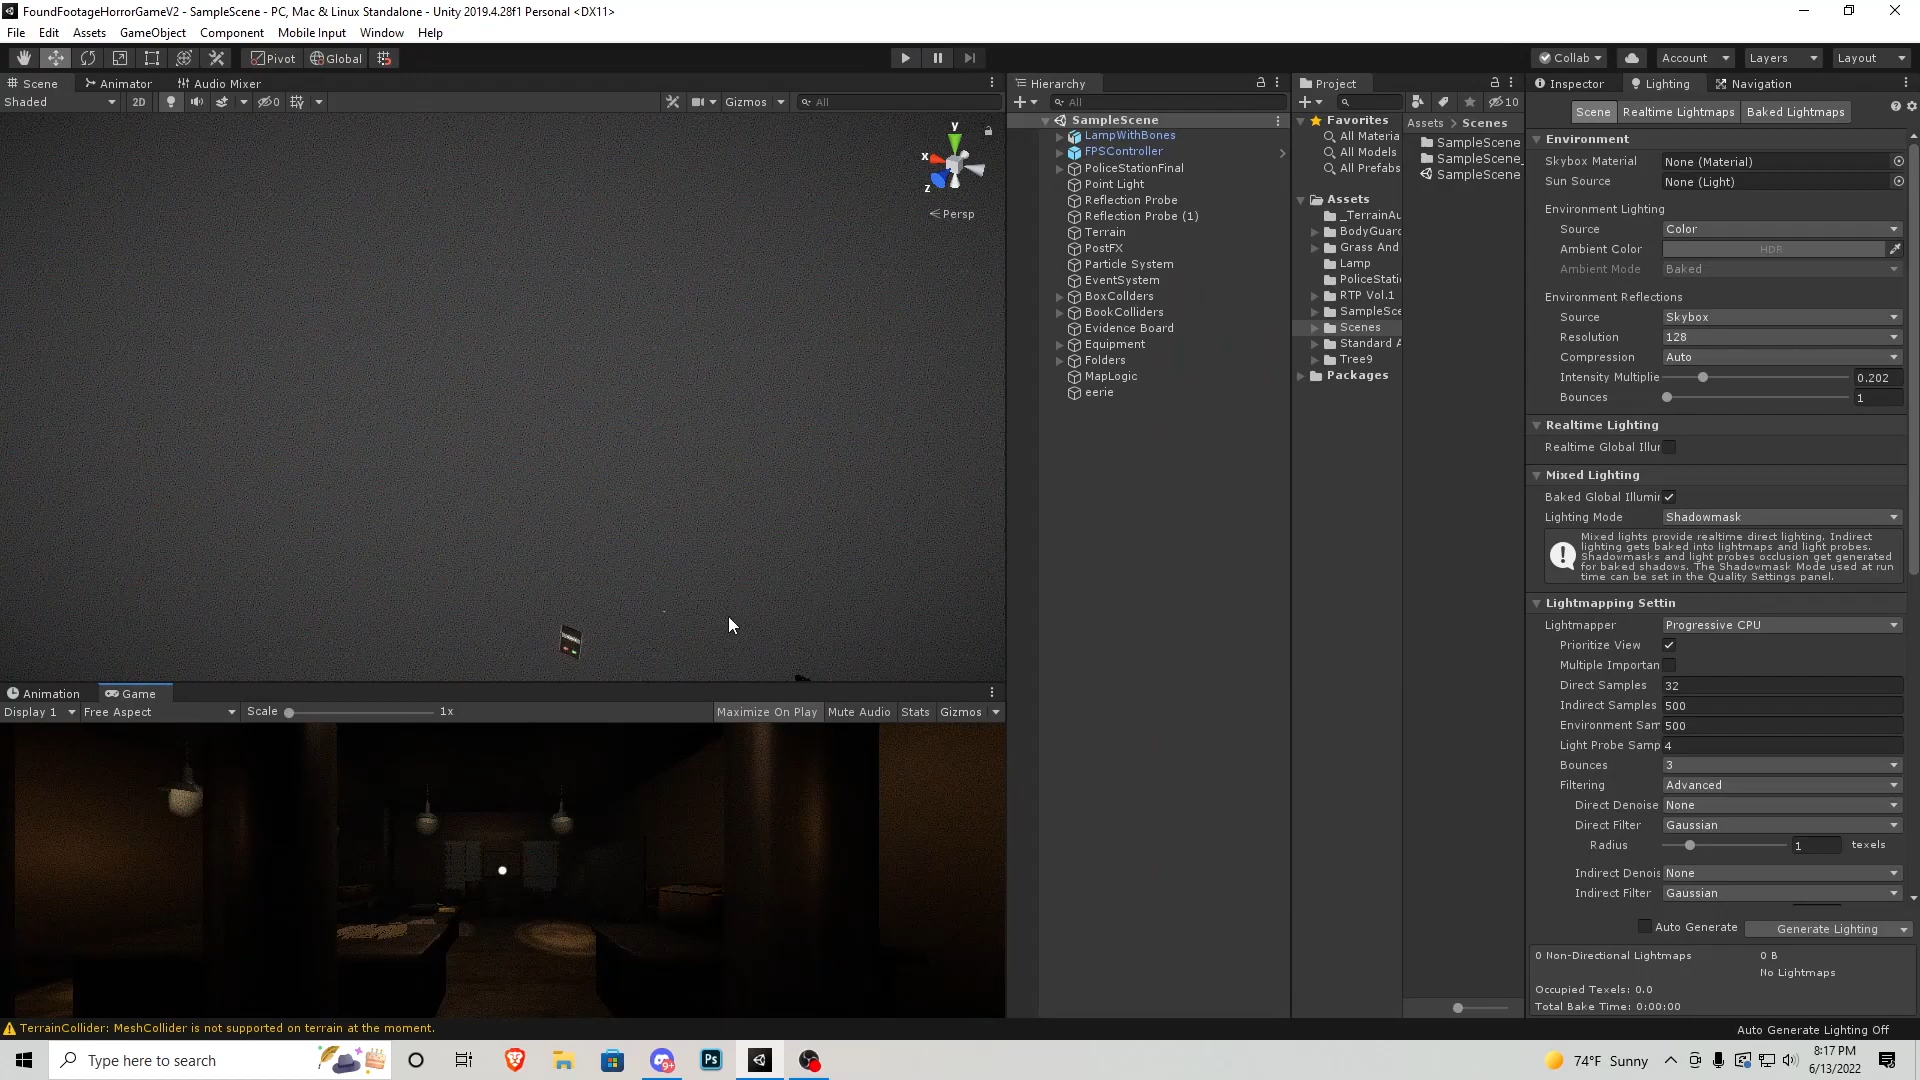 FoundFootageHorrorGameV2 - SampleScene - PC, Mac & Linux Standalone - Unity 2019.4.28f1 Personal <DX11>
File Edit Assets GameObject Component Mobile Input Window Help
Pivot Global Collab Account Layers Layout
Scene Animator Audio Mixer
Shaded 2D 0 Gizmos All
y
x
z
Persp
Hierarchy
All
SampleScene
LampWithBones
FPSController
PoliceStationFinal
Point Light
Reflection Probe
Reflection Probe (1)
Terrain
PostFX
Particle System
EventSystem
BoxCollders
BookColliders
Evidence Board
Equipment
Folders
MapLogic
eerie
Project
10
Favorites
All Materia
All Models
All Prefabs
Assets
_TerrainAu
BodyGuard
Grass And
Lamp
PoliceStati
RTP Vol.1
SampleSce
Scenes
Standard A
Tree9
Packages
Assets > Scenes
SampleScene
SampleScene_
SampleScene
Inspector Lighting Navigation
Scene Realtime Lightmaps Baked Lightmaps
Environment
Skybox Material None (Material)
Sun Source None (Light)
Environment Lighting
Source Color
Ambient Color HDR
Ambient Mode Baked
Environment Reflections
Source Skybox
Resolution 128
Compression Auto
Intensity Multiplie 0.202
Bounces 1
Realtime Lighting
Realtime Global Illur
Mixed Lighting
Baked Global Illumir
Lighting Mode Shadowmask
Mixed lights provide realtime direct lighting. Indirect
lighting gets baked into lightmaps and light probes.
Shadowmasks and light probes occlusion get generated
for baked shadows. The Shadowmask Mode used at run
time can be set in the Quality Settings panel.
Lightmapping Settin
Lightmapper Progressive CPU
Prioritize View
Multiple Importan
Direct Samples 32
Indirect Samples 500
Environment Sam 500
Light Probe Samp 4
Bounces 3
Filtering Advanced
Direct Denoise None
Direct Filter Gaussian
Radius 1 texels
Indirect Denois None
Indirect Filter Gaussian
Auto Generate Generate Lighting
0 Non-Directional Lightmaps 0 B
No Lightmaps
Occupied Texels: 0.0
Total Bake Time: 0:00:00
Animation Game
Display 1 Free Aspect Scale 1x Maximize On Play Mute Audio Stats Gizmos
TerrainCollider: MeshCollider is not supported on terrain at the moment.
Auto Generate Lighting Off
Type here to search
9+
Ps
74°F Sunny
8:17 PM
6/13/2022